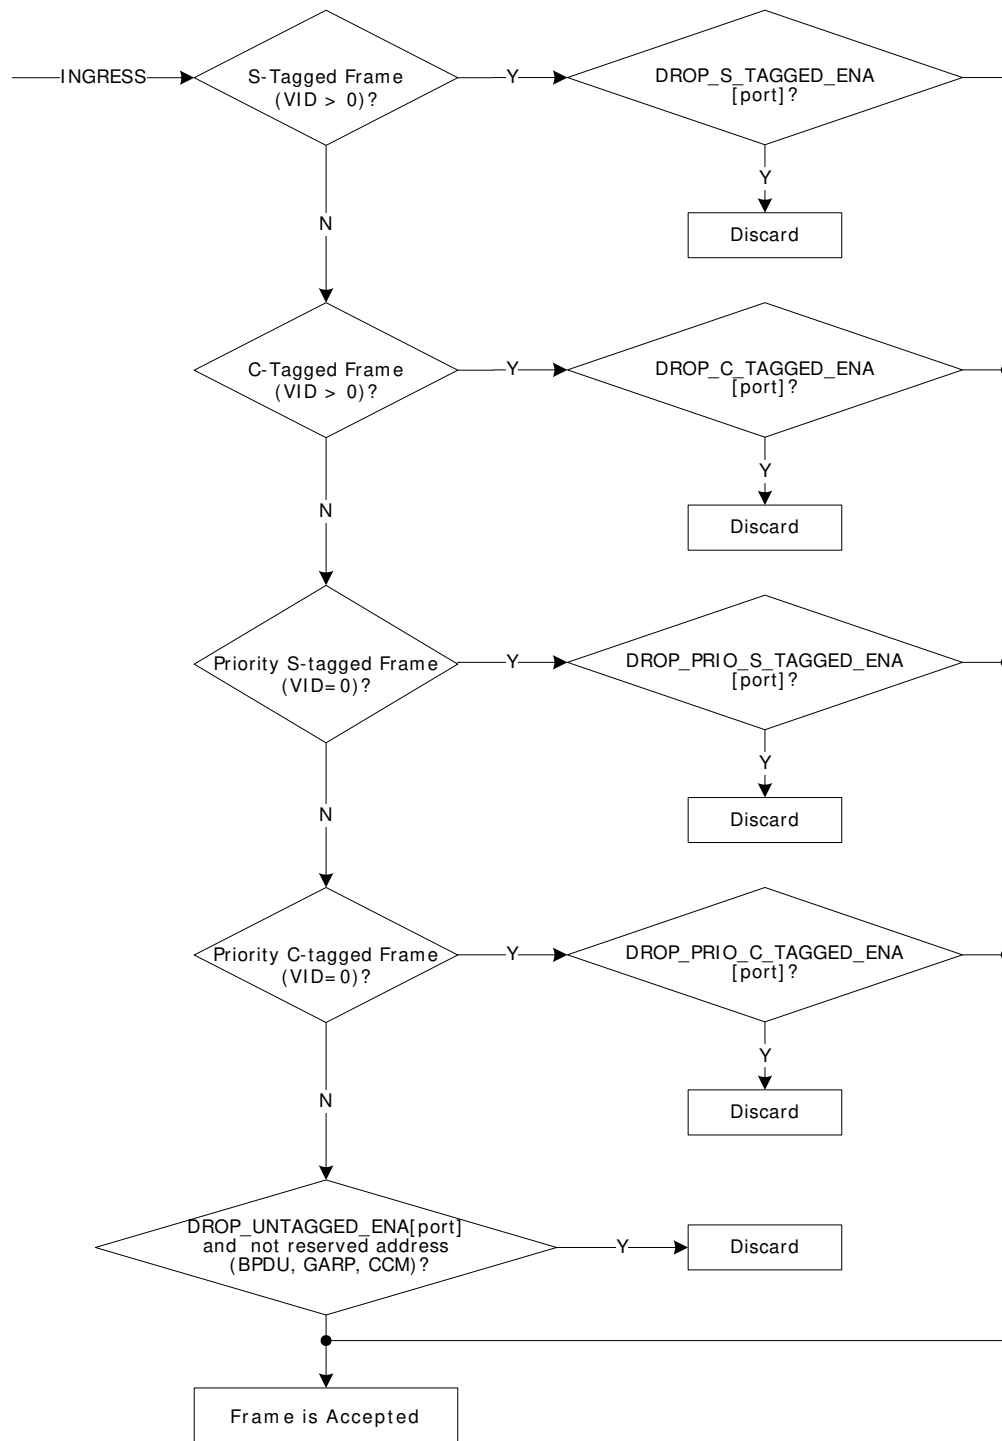 INGRESS
S-Tagged Frame
(VID > 0)?
Y
DROP_S_TAGGED_ENA
[port]?
Y
Discard
N
C-Tagged Frame
(VID > 0)?
Y
DROP_C_TAGGED_ENA
[port]?
Y
Discard
N
Priority S-tagged Frame
(VID=0)?
Y
DROP_PRIO_S_TAGGED_ENA
[port]?
Y
Discard
N
Priority C-tagged Frame
(VID=0)?
Y
DROP_PRIO_C_TAGGED_ENA
[port]?
Y
Discard
N
DROP_UNTAGGED_ENA[port]
and not reserved address
(BPDU, GARP, CCM)?
Y
Discard
Frame is Accepted